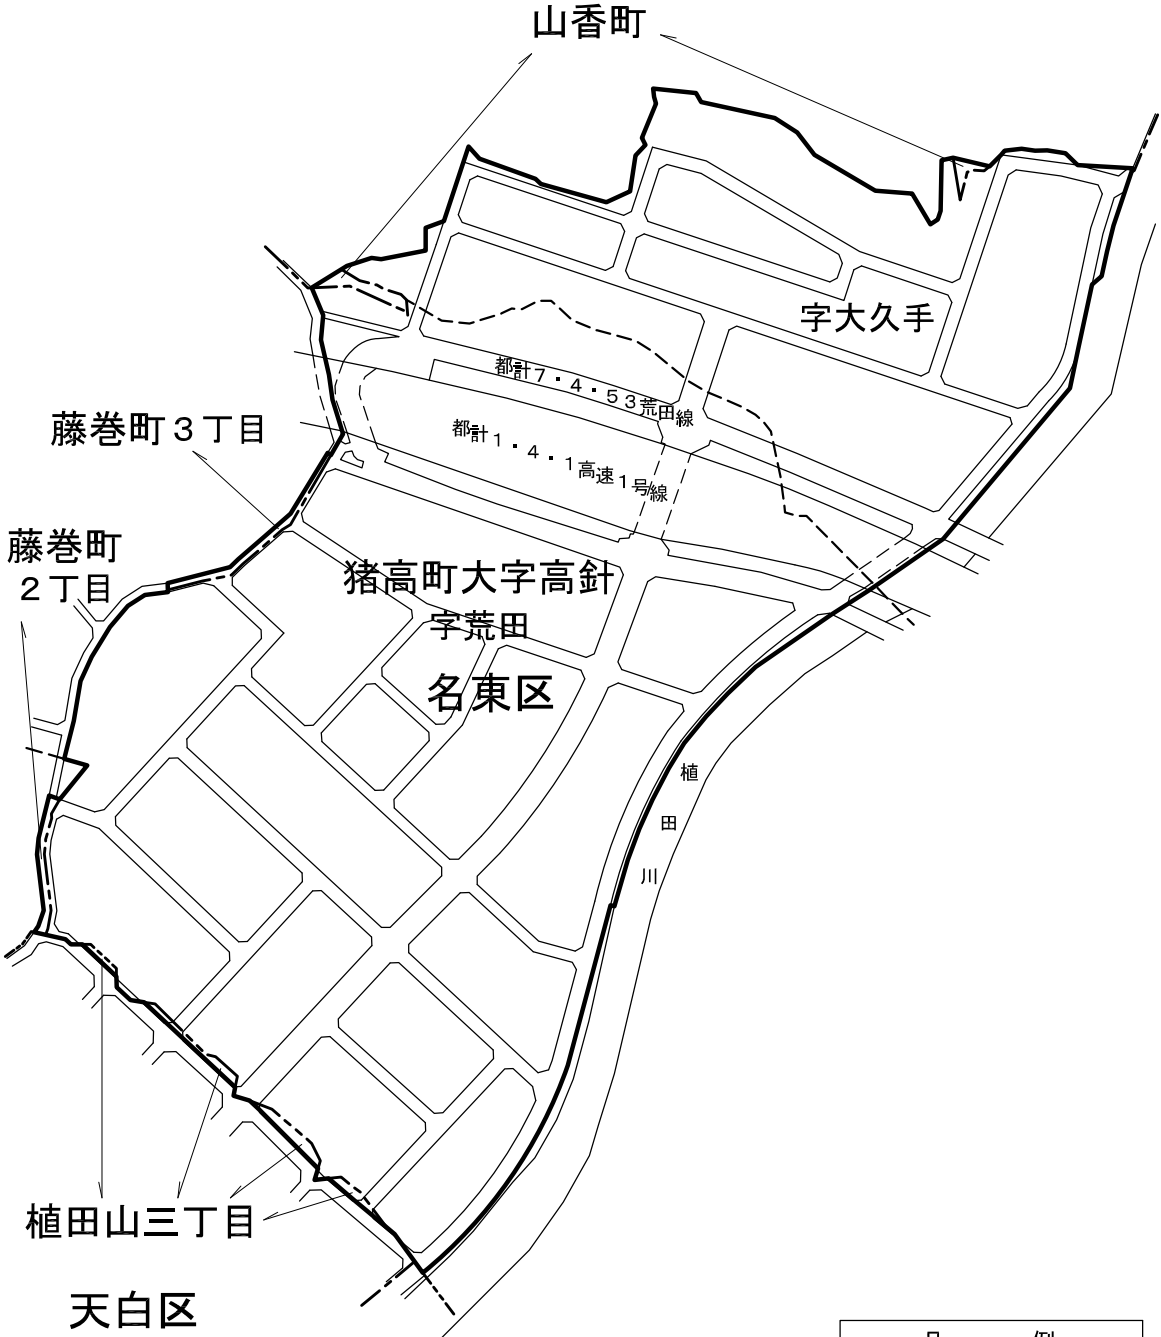 山香町
字大久手
都計7・4・53荒田線
都計1・4・1高速1号線
藤巻町3丁目
藤巻町
2丁目
猪高町大字高針
字荒田
名東区
植田川
植田山三丁目
天白区
凡例